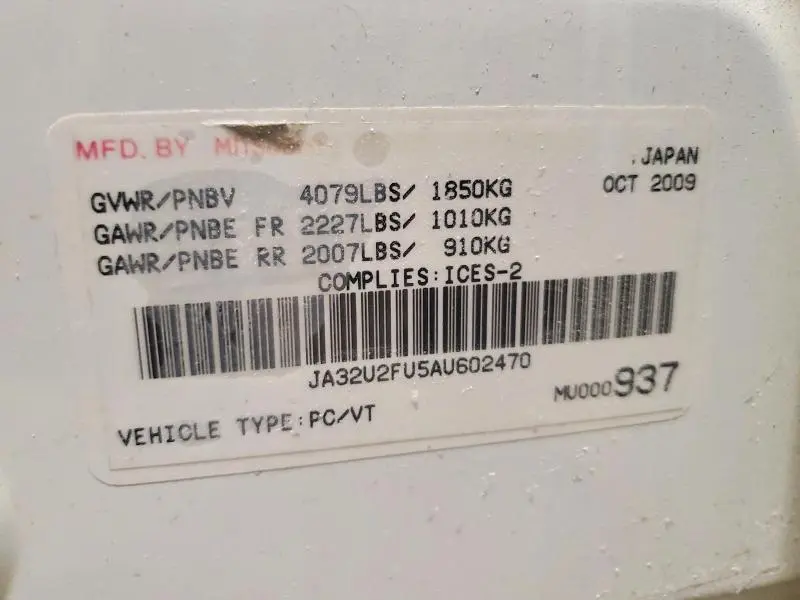 MFD. BY
, JAPAN
GVWR/PNBV 4079LBS/ 1850KG
OCT 2009
GAWR/PNBE FR 2227LBS/ 1010KG
GAWR/PNBE RR 2007LBS/ 910KG
COMPLIES:ICES-2
JA32U2FU5AU602470
MU000937
VEHICLE TYPE:PC/VT